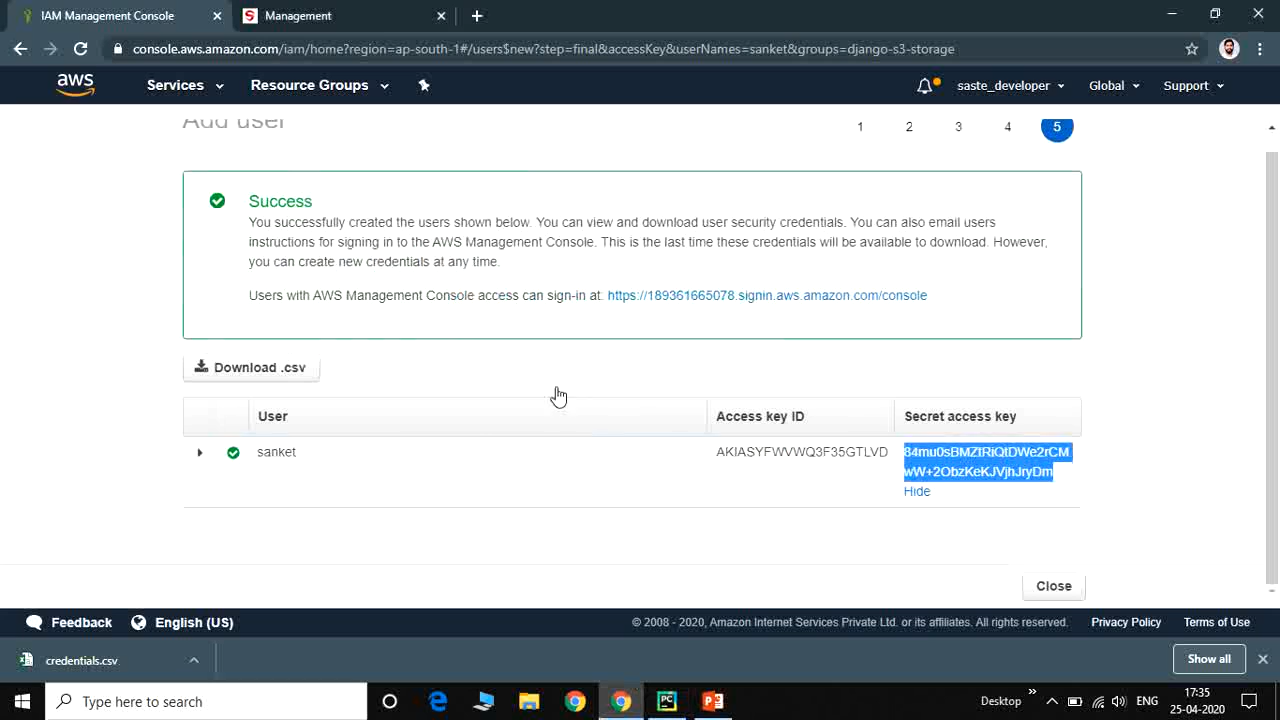 IAM Management Console
S Management
console.aws.amazon.com/iam/home?region=ap-south-1#/users$new?step=final&accessKey&userNames=sanket&groups=django-s3-storage
aws Services Resource Groups saste_developer Global Support
Add user
1 2 3 4 5
Success
You successfully created the users shown below. You can view and download user security credentials. You can also email users
instructions for signing in to the AWS Management Console. This is the last time these credentials will be available to download. However,
you can create new credentials at any time.
Users with AWS Management Console access can sign-in at: https://189361665078.signin.aws.amazon.com/console
Download .csv
User Access key ID Secret access key
sanket AKIASYFWVWQ3F35GTLVD
Hide
Close
Feedback English (US) © 2008 - 2020, Amazon Internet Services Private Ltd. or its affiliates. All rights reserved. Privacy Policy Terms of Use
credentials.csv Show all
Type here to search PC P Desktop ENG 17:35
25-04-2020